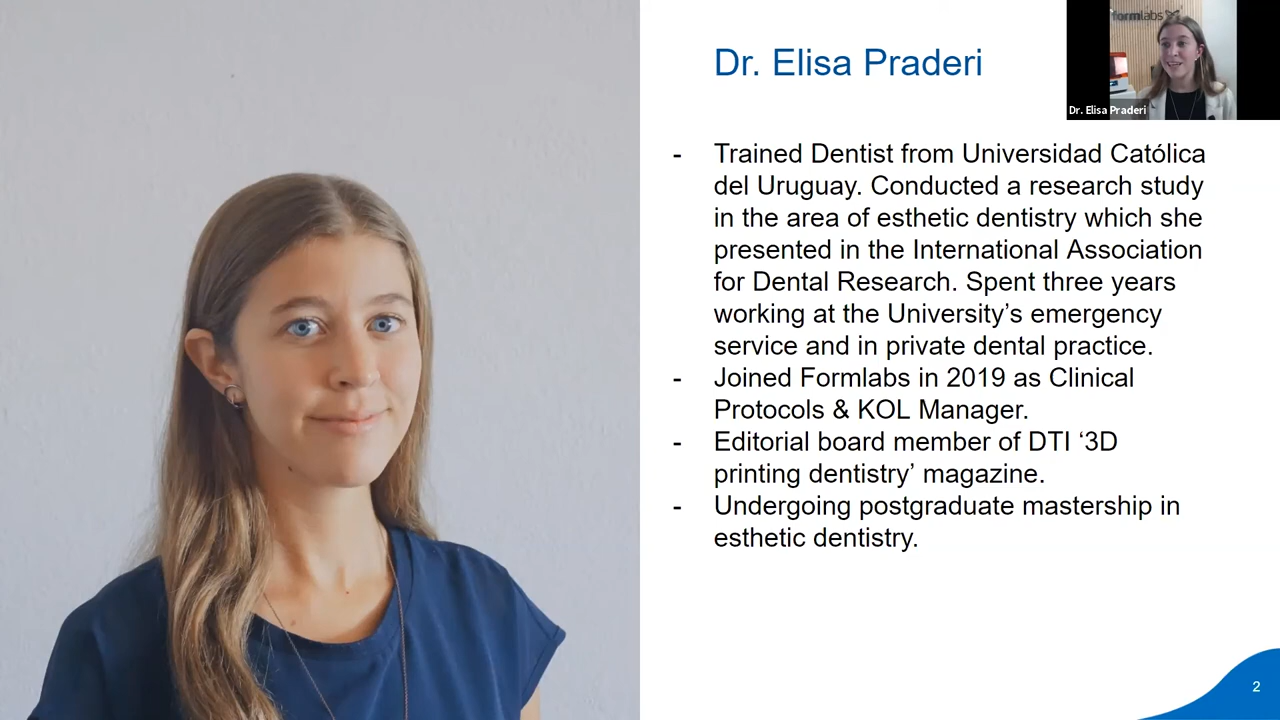 Dr. Elisa Praderi
formlabs
Dr. Elisa Praderi
- Trained Dentist from Universidad Católica
del Uruguay. Conducted a research study
in the area of esthetic dentistry which she
presented in the International Association
for Dental Research. Spent three years
working at the University’s emergency
service and in private dental practice.
- Joined Formlabs in 2019 as Clinical
Protocols & KOL Manager.
- Editorial board member of DTI ‘3D
printing dentistry’ magazine.
- Undergoing postgraduate mastership in
esthetic dentistry.
2